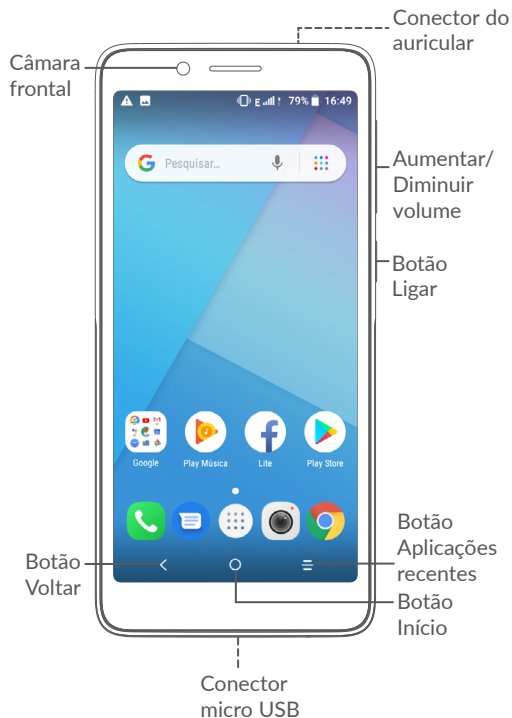 Conector do
auricular
Câmara
frontal
E 79% 16:49
G Pesquisar...
Aumentar/
Diminuir
volume
Botão
Ligar
Google
Play Música
Lite
Play Store
Botão
Aplicações
recentes
Botão
Voltar
Botão
Início
Conector
micro USB